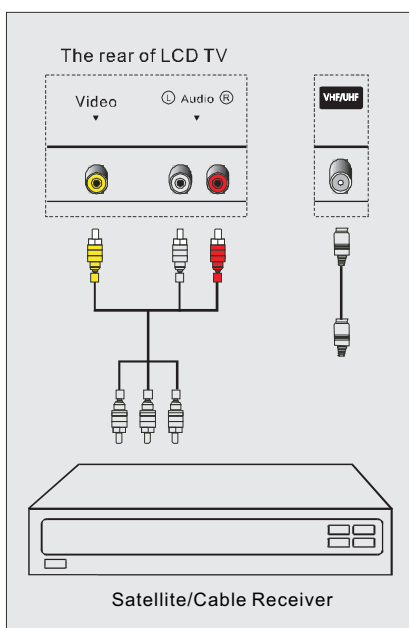 The rear of LCD TV
Video
Ⓛ Audio Ⓡ
VHF/UHF
Satellite/Cable Receiver